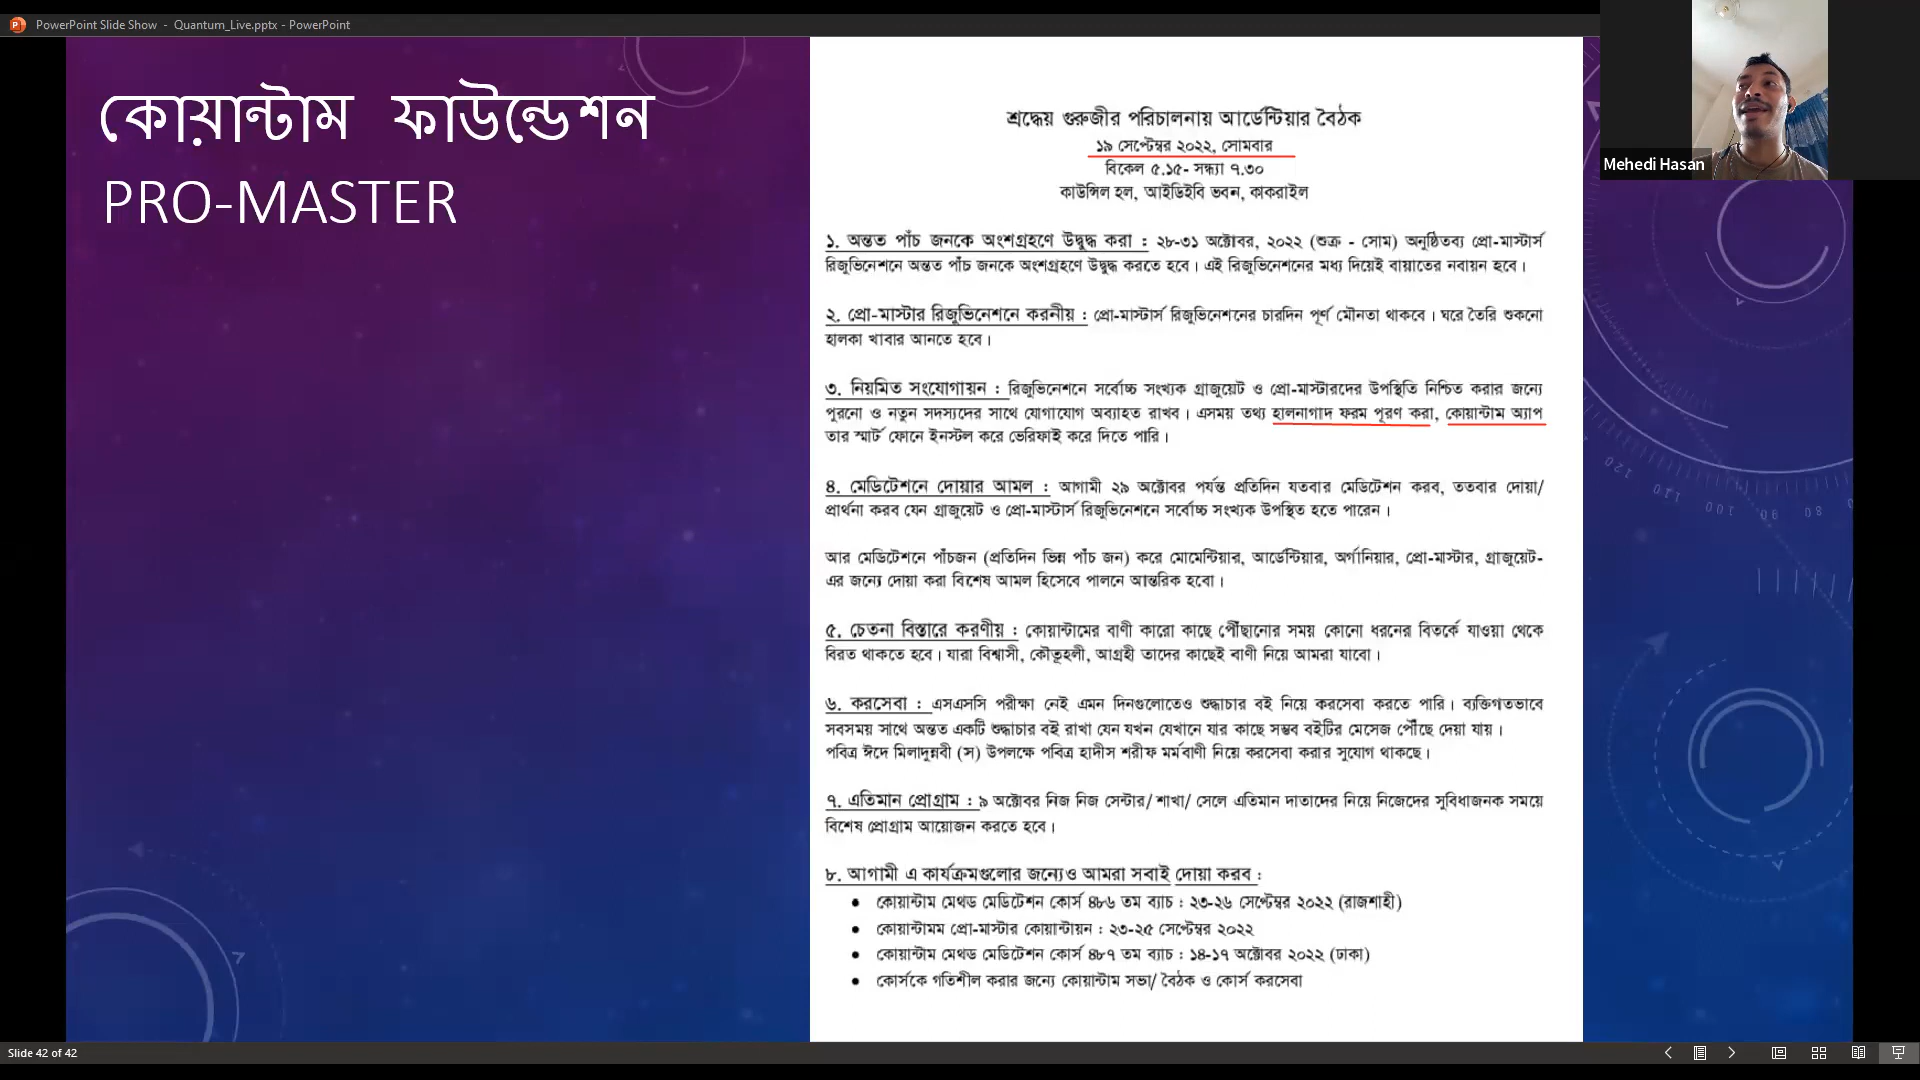 PowerPoint Slide Show - Quantum_Live.pptx - PowerPoint
কোয়ান্টাম ফাউন্ডেশন
PRO-MASTER
শ্রদ্ধেয় গুরুজীর পরিচালনায় আর্ডেন্টিয়ার বৈঠক
১৯ সেপ্টেম্বর ২০২২, সোমবার
বিকেল ৫.১৫- সন্ধ্যা ৭.৩০
কাউন্সিল হল, আইডিইবি ভবন, কাকরাইল
১. অন্তত পাঁচ জনকে অংশগ্রহণে উদ্বুদ্ধ করা : ২৮-৩১ অক্টোবর, ২০২২ (শুক্র - সোম) অনুষ্ঠিতব্য প্রো-মাস্টার্স
রিজুভিনেশনে অন্তত পাঁচ জনকে অংশগ্রহণে উদ্বুদ্ধ করতে হবে। এই রিজুভিনেশনের মধ্য দিয়েই বায়াতের নবায়ন হবে।
২. প্রো-মাস্টার রিজুভিনেশনে করনীয় : প্রো-মাস্টার্স রিজুভিনেশনের চারদিন পূর্ণ মৌনতা থাকবে। ঘরে তৈরি শুকনো
হালকা খাবার আনতে হবে।
৩. নিয়মিত সংযোগায়ন : রিজুভিনেশনে সর্বোচ্চ সংখ্যক গ্রাজুয়েট ও প্রো-মাস্টারদের উপস্থিতি নিশ্চিত করার জন্যে
পুরনো ও নতুন সদস্যদের সাথে যোগাযোগ অব্যাহত রাখব। এসময় তথ্য হালনাগাদ ফরম পূরণ করা, কোয়ান্টাম অ্যাপ
তার স্মার্ট ফোনে ইনস্টল করে ভেরিফাই করে দিতে পারি।
৪. মেডিটেশনে দোয়ার আমল : আগামী ২৯ অক্টোবর পর্যন্ত প্রতিদিন যতবার মেডিটেশন করব, ততবার দোয়া/
প্রার্থনা করব যেন গ্রাজুয়েট ও প্রো-মাস্টার্স রিজুভিনেশনে সর্বোচ্চ সংখ্যক উপস্থিত হতে পারেন।
আর মেডিটেশনে পাঁচজন (প্রতিদিন ভিন্ন পাঁচ জন) করে মোমেন্টিয়ার, আর্ডেন্টিয়ার, অর্গানিয়ার, প্রো-মাস্টার, গ্রাজুয়েট-
এর জন্যে দোয়া করা বিশেষ আমল হিসেবে পালনে আন্তরিক হবো।
৫. চেতনা বিস্তারে করণীয় : কোয়ান্টামের বাণী কারো কাছে পৌঁছানোর সময় কোনো ধরনের বিতর্কে যাওয়া থেকে
বিরত থাকতে হবে। যারা বিশ্বাসী, কৌতূহলী, আগ্রহী তাদের কাছেই বাণী নিয়ে আমরা যাবো।
৬. করসেবা : এসএসসি পরীক্ষা নেই এমন দিনগুলোতেও শুদ্ধাচার বই নিয়ে করসেবা করতে পারি। ব্যক্তিগতভাবে
সবসময় সাথে অন্তত একটি শুদ্ধাচার বই রাখা যেন যখন যেখানে যার কাছে সম্ভব বইটির মেসেজ পৌঁছে দেয়া যায়।
পবিত্র ঈদে মিলাদুন্নবী (স) উপলক্ষে পবিত্র হাদীস শরীফ মর্মবাণী নিয়ে করসেবা করার সুযোগ থাকছে।
৭. এতিমান প্রোগ্রাম : ৯ অক্টোবর নিজ নিজ সেন্টার/ শাখা/ সেলে এতিমান দাতাদের নিয়ে নিজেদের সুবিধাজনক সময়ে
বিশেষ প্রোগ্রাম আয়োজন করতে হবে।
৮. আগামী এ কার্যক্রমগুলোর জন্যেও আমরা সবাই দোয়া করব :
• কোয়ান্টাম মেথড মেডিটেশন কোর্স ৪৮৬ তম ব্যাচ : ২৩-২৬ সেপ্টেম্বর ২০২২ (রাজশাহী)
• কোয়ান্টামম প্রো-মাস্টার কোয়ান্টায়ন : ২৩-২৫ সেপ্টেম্বর ২০২২
• কোয়ান্টাম মেথড মেডিটেশন কোর্স ৪৮৭ তম ব্যাচ : ১৪-১৭ অক্টোবর ২০২২ (ঢাকা)
• কোর্সকে গতিশীল করার জন্যে কোয়ান্টাম সভা/ বৈঠক ও কোর্স করসেবা
Mehedi Hasan
120 110 100 90 80
Slide 42 of 42